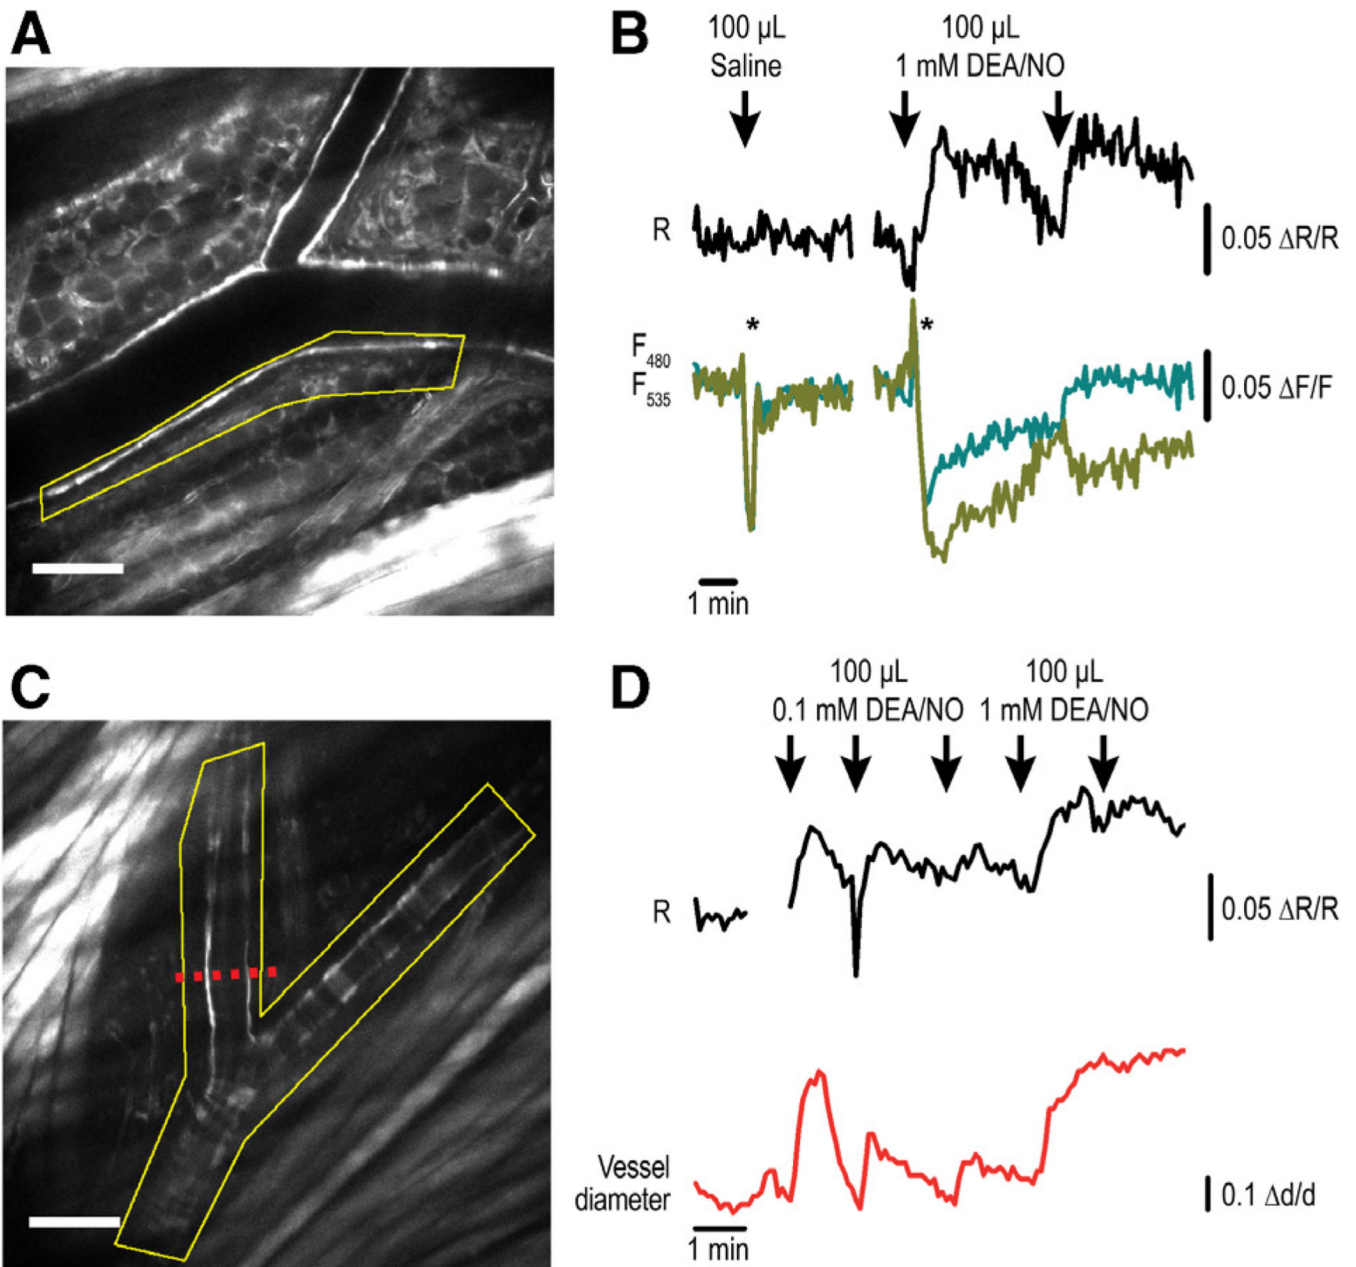 A
B
100 µL
Saline
100 µL
1 mM DEA/NO
R
0.05 ΔR/R
*
*
F480
F535
0.05 ΔF/F
1 min
C
D
100 µL
0.1 mM DEA/NO
100 µL
1 mM DEA/NO
R
0.05 ΔR/R
Vessel
diameter
0.1 Δd/d
1 min